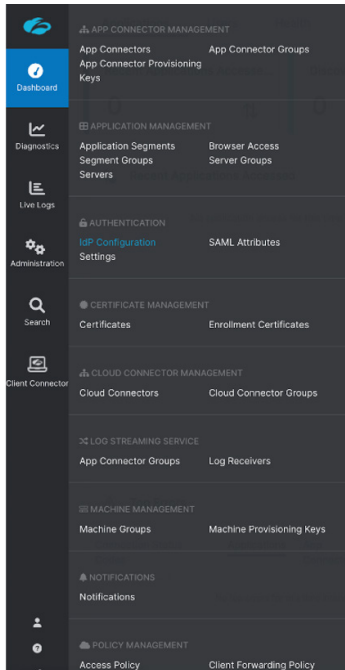 Dashboard
Diagnostics
Live Logs
Administration
Search
Client Connector
APP CONNECTOR MANAGEMENT
App Connectors App Connector Groups
App Connector Provisioning
Keys
APPLICATION MANAGEMENT
Application Segments Browser Access
Segment Groups Server Groups
Servers
AUTHENTICATION
IdP Configuration SAML Attributes
Settings
CERTIFICATE MANAGEMENT
Certificates Enrollment Certificates
CLOUD CONNECTOR MANAGEMENT
Cloud Connectors Cloud Connector Groups
LOG STREAMING SERVICE
App Connector Groups Log Receivers
MACHINE MANAGEMENT
Machine Groups Machine Provisioning Keys
NOTIFICATIONS
Notifications
POLICY MANAGEMENT
Access Policy Client Forwarding Policy